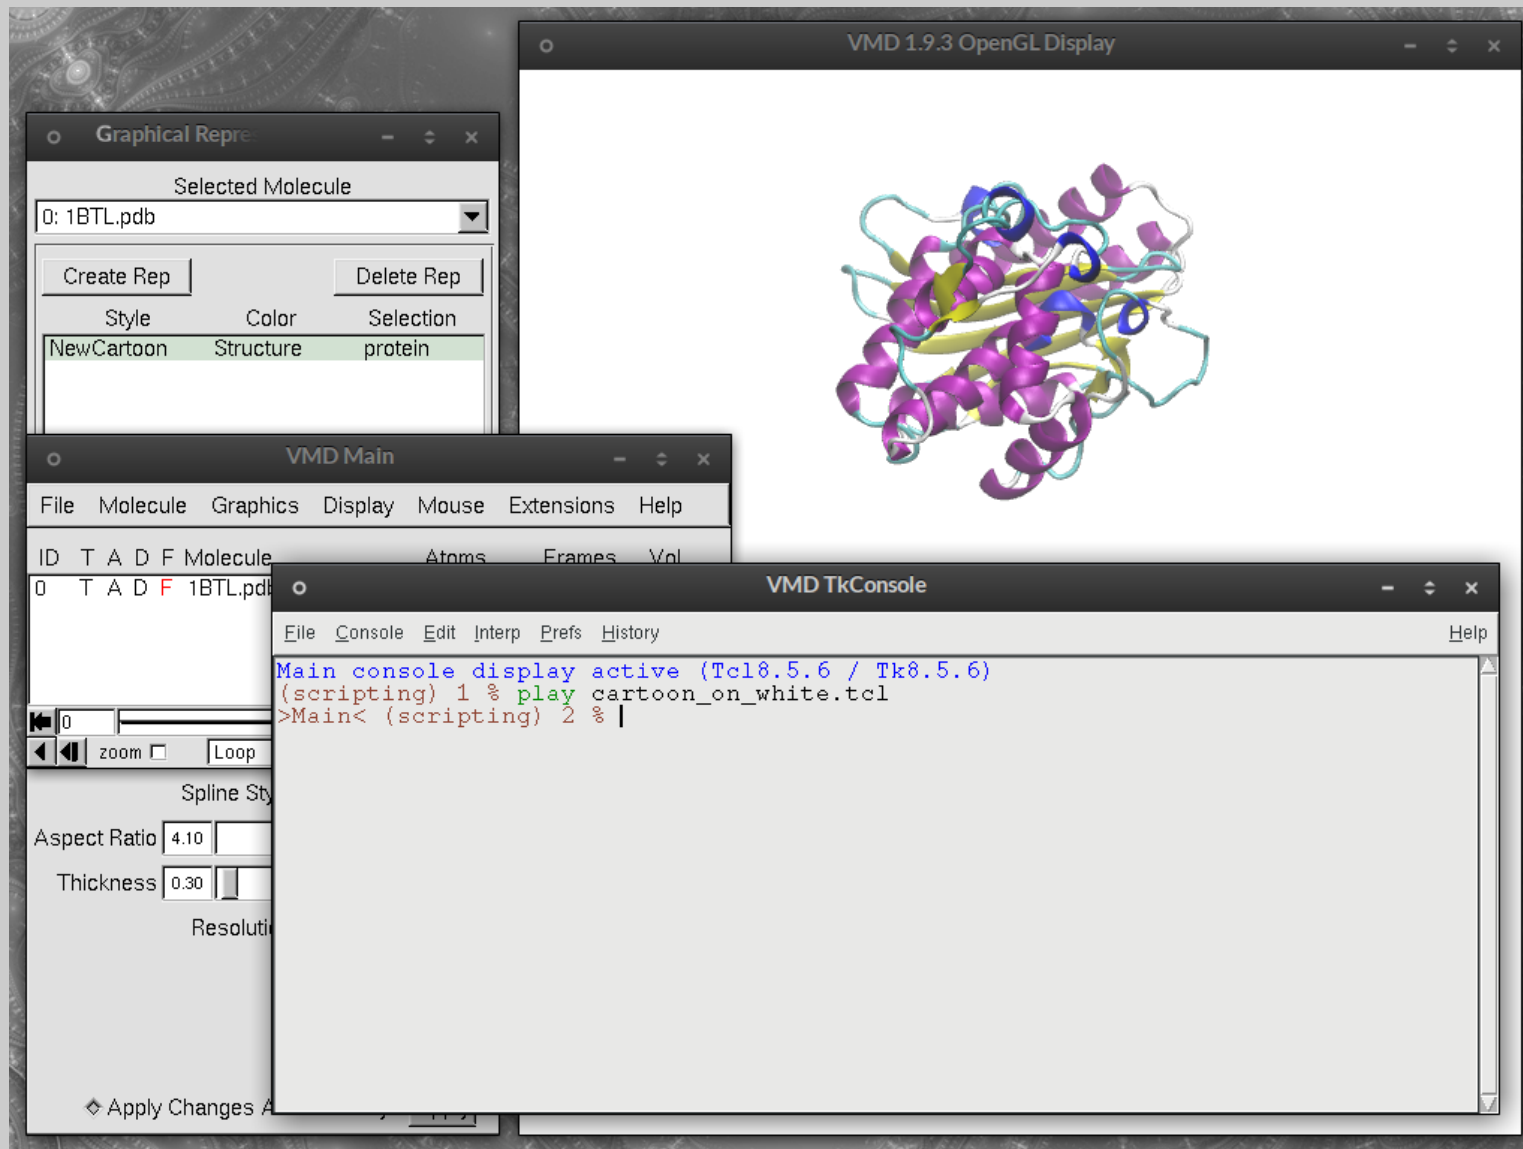 VMD 1.9.3 OpenGL Display
Graphical Repre
Selected Molecule
0: 1BTL.pdb
Create Rep Delete Rep
Style Color Selection
NewCartoon Structure protein
VMD Main
File Molecule Graphics Display Mouse Extensions Help
ID T A D F Molecule Atoms Frames Vol
0 T A D F 1BTL.pdb
VMD TkConsole
File Console Edit Interp Prefs History Help
Main console display active (Tcl8.5.6 / Tk8.5.6)
(scripting) 1 % play cartoon_on_white.tcl
>Main< (scripting) 2 %
0
zoom Loop
Spline Sty
Aspect Ratio 4.10
Thickness 0.30
Resoluti
Apply Changes A